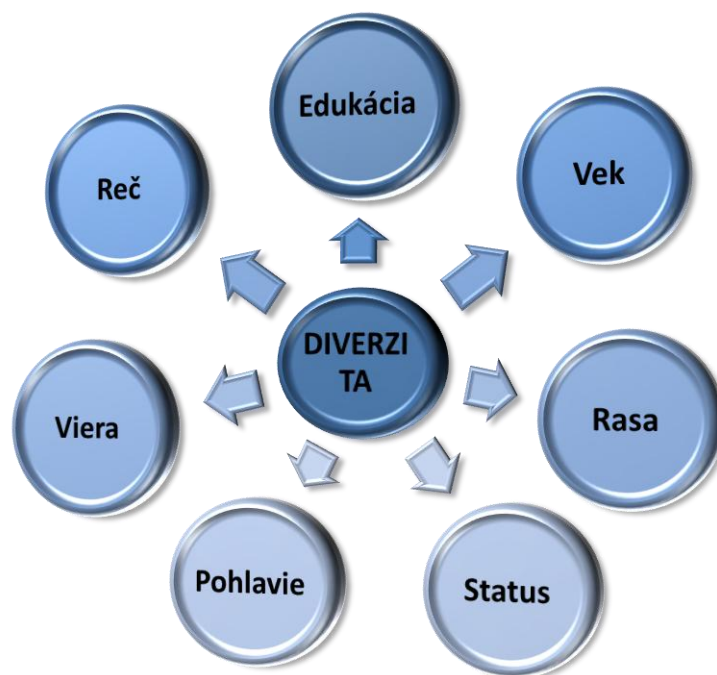 Edukácia
Reč
Vek
DIVERZI
TA
Viera
Rasa
Pohlavie
Status